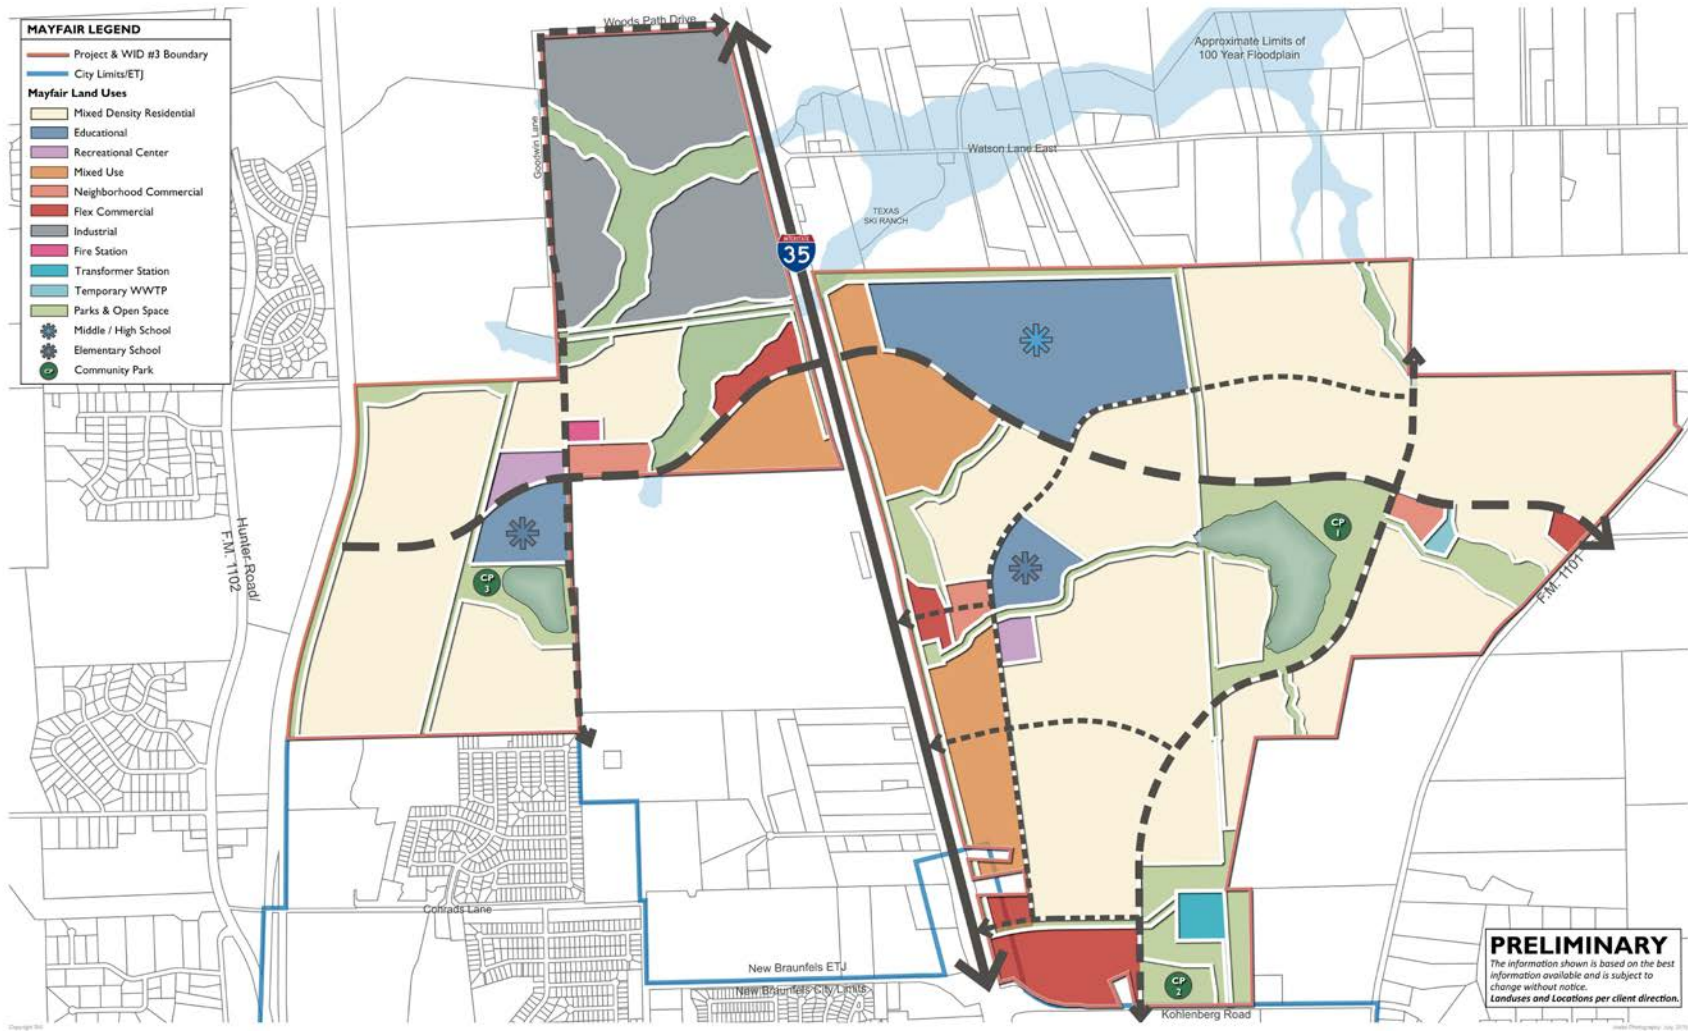 MAYFAIR LEGEND
Project & WID #3 Boundary
City Limits/ETJ
Mayfair Land Uses
Mixed Density Residential
Educational
Recreational Center
Mixed Use
Neighborhood Commercial
Flex Commercial
Industrial
Fire Station
Transformer Station
Temporary WWTP
Parks & Open Space
Middle / High School
Elementary School
CP
Community Park
Woods Path Drive
Goodwin Lane
Approximate Limits of
100 Year Floodplain
Watson Lane East
TEXAS
SKI RANCH
INTERSTATE
35
Hunter Road/
F.M. 1102
CP
1
CP
3
F.M. 1101
Conrads Lane
New Braunfels ETJ
New Braunfels City Limits
CP
2
Kohlenberg Road
PRELIMINARY
The information shown is based on the best
information available and is subject to
change without notice.
Landuses and Locations per client direction.